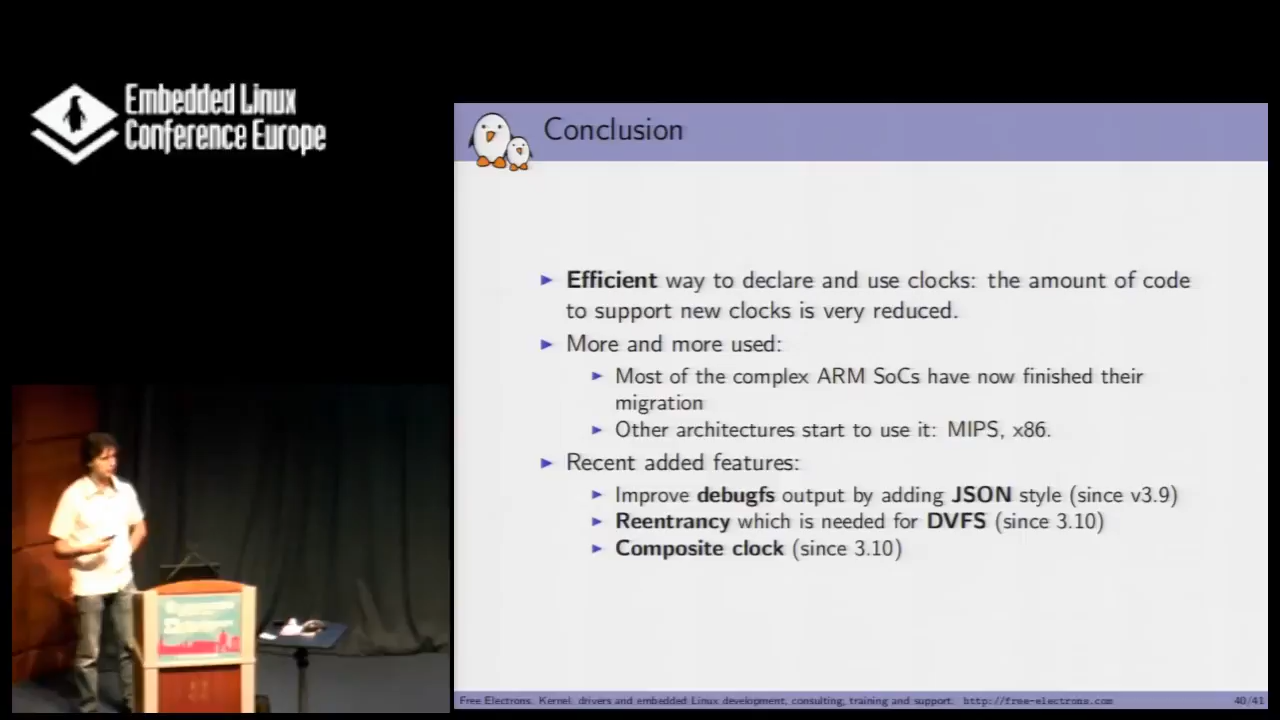 Embedded Linux
Conference Europe
Conclusion
► Efficient way to declare and use clocks: the amount of code
to support new clocks is very reduced.
► More and more used:
► Most of the complex ARM SoCs have now finished their
migration
► Other architectures start to use it: MIPS, x86.
► Recent added features:
► Improve debugfs output by adding JSON style (since v3.9)
► Reentrancy which is needed for DVFS (since 3.10)
► Composite clock (since 3.10)
Free Electrons. Kernel, drivers and embedded Linux development, consulting, training and support. http://free-electrons.com 40/41